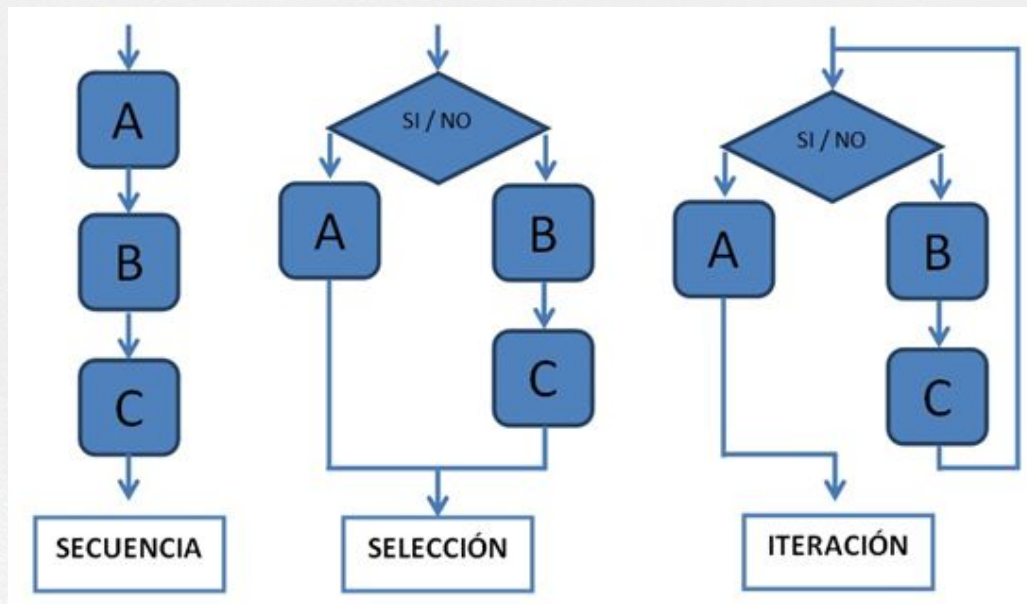 A
B
C
SECUENCIA
SI / NO
A
B
C
SELECCIÓN
SI / NO
A
B
C
ITERACIÓN